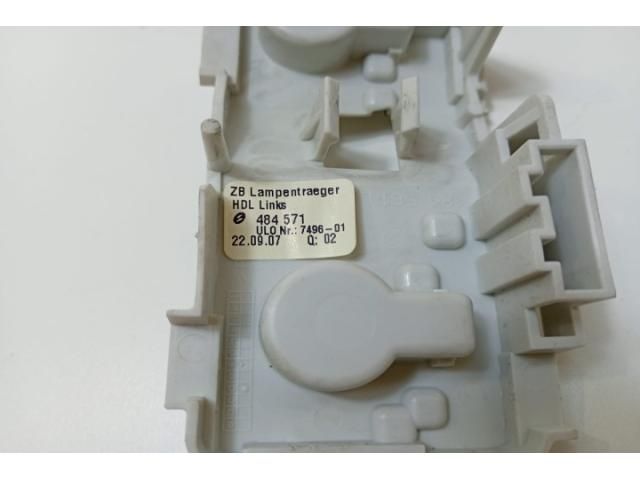 ZB Lampentraeger
HDL Links
484 571
ULO Nr.: 7496-01
22.09.07 Q: 02